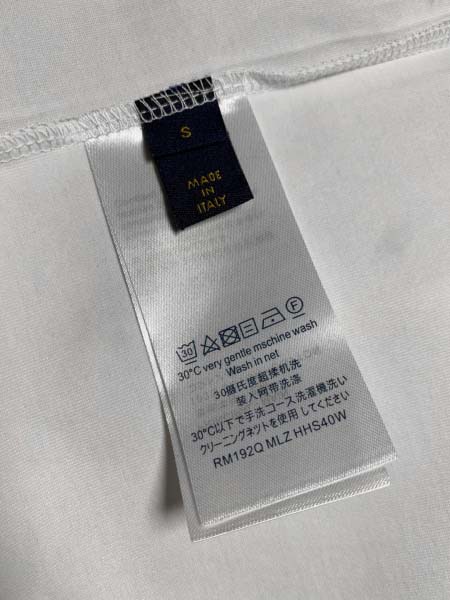 S
MADE
IN
ITALY
30
F
30°C very gentle mschine wash
Wash in net
30摄氏度超揉机洗
装入网带洗涤
30℃以下で手洗コース洗濯機洗い
クリーニングネットを使用してください
RM192Q MLZ HHS40W